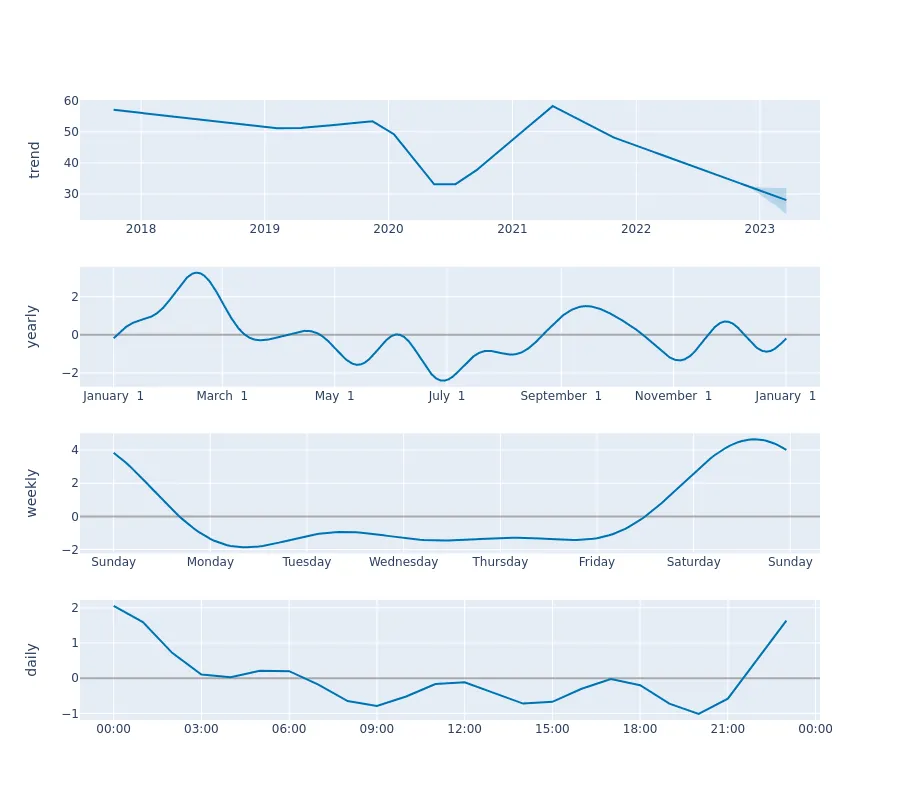 trend
60
50
40
30
2018 2019 2020 2021 2022 2023
yearly
2
0
−2
January 1 March 1 May 1 July 1 September 1 November 1 January 1
weekly
4
2
0
−2
Sunday Monday Tuesday Wednesday Thursday Friday Saturday Sunday
daily
2
1
0
−1
00:00 03:00 06:00 09:00 12:00 15:00 18:00 21:00 00:00